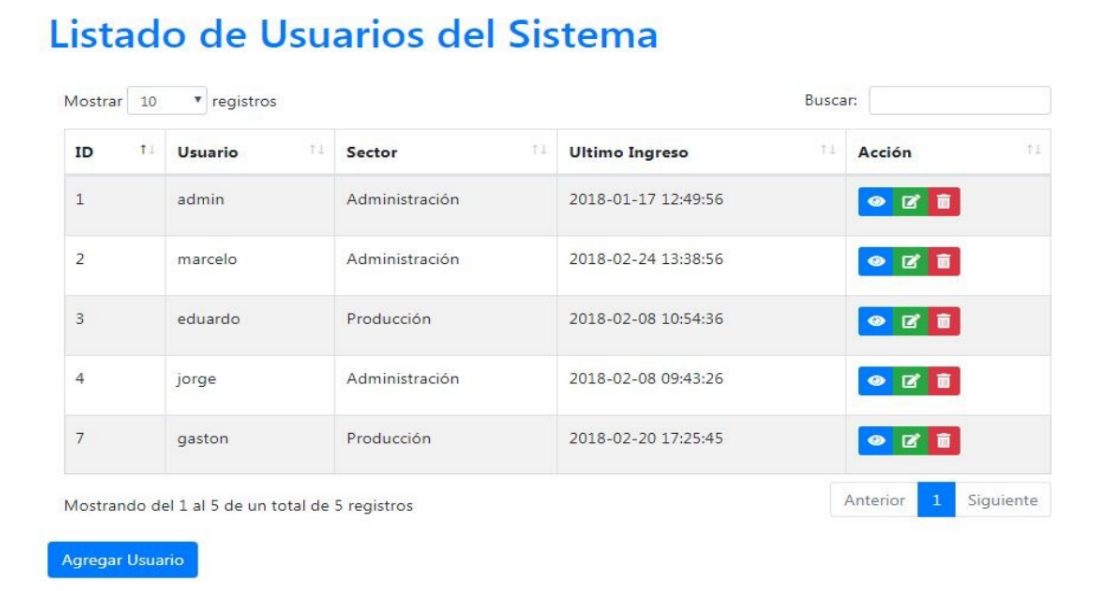 Listado de Usuarios del Sistema
Mostrar 10 registros Buscar:
ID Usuario Sector Ultimo Ingreso Acción
1 admin Administración 2018-01-17 12:49:56
2 marcelo Administración 2018-02-24 13:38:56
3 eduardo Producción 2018-02-08 10:54:36
4 jorge Administración 2018-02-08 09:43:26
7 gaston Producción 2018-02-20 17:25:45
Mostrando del 1 al 5 de un total de 5 registros Anterior 1 Siguiente
Agregar Usuario